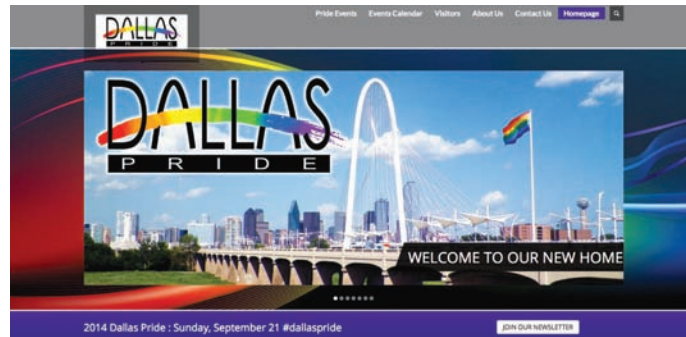 DALLAS
PRIDE
Pride Events Events Calendar Visitors About Us Contact Us Homepage
DALLAS
PRIDE
WELCOME TO OUR NEW HOME
2014 Dallas Pride : Sunday, September 21 #dallaspride
JOIN OUR NEWSLETTER